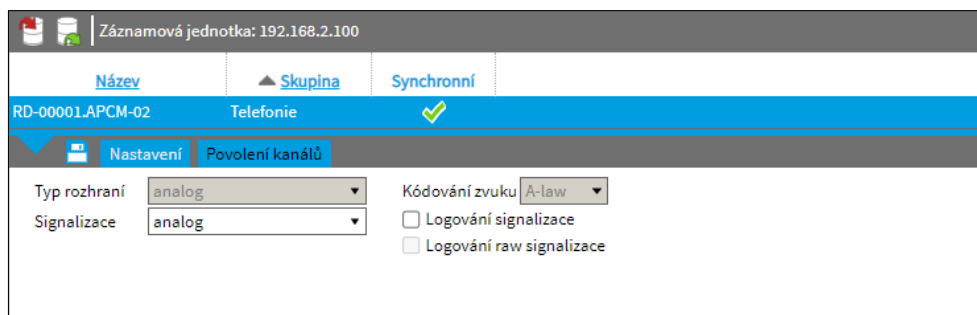 Záznamová jednotka: 192.168.2.100
Název Skupina Synchronní
RD-00001.APCM-02 Telefonie
Nastavení Povolení kanálů
Typ rozhraní analog Kódování zvuku A-law
Signalizace analog Logování signalizace
Logování raw signalizace